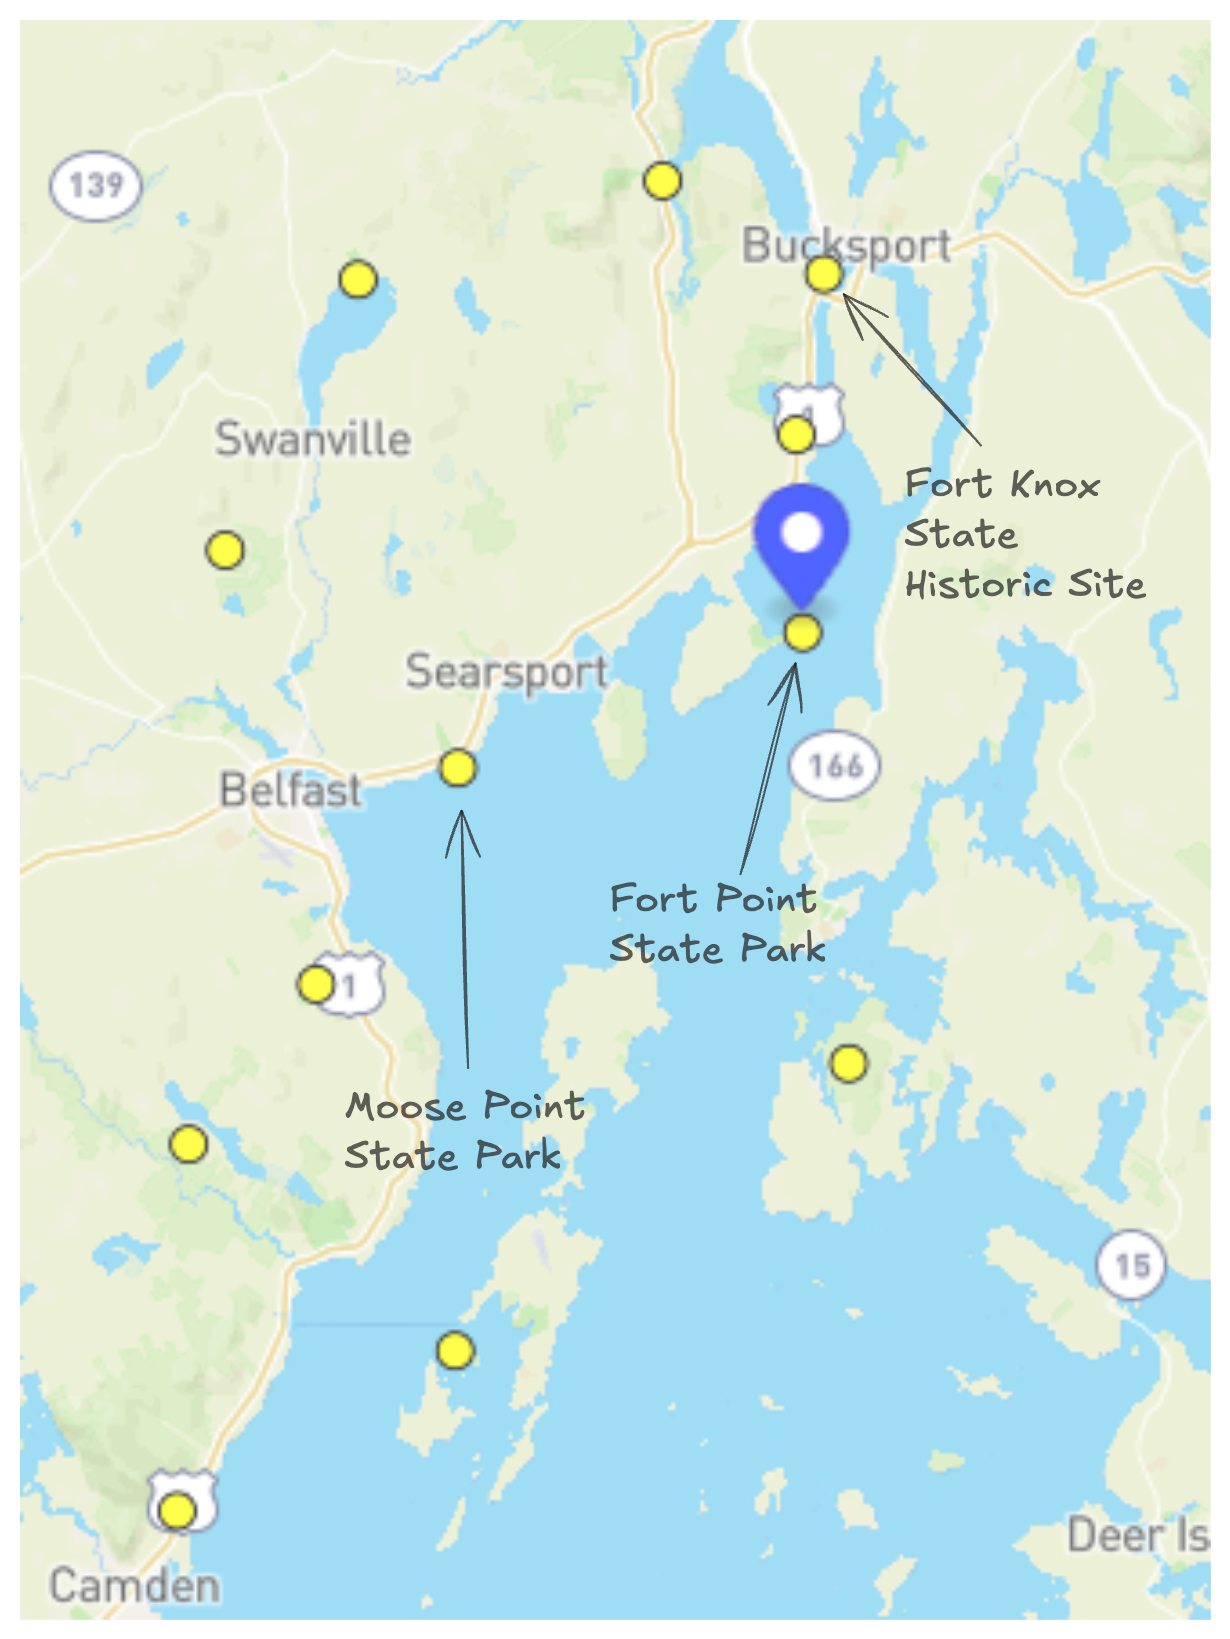 139
Bucksport
1
Swanville
Fort Knox
State
Historic Site
Searsport
166
Belfast
Fort Point
State Park
1
Moose Point
State Park
15
Deer Is
Camden